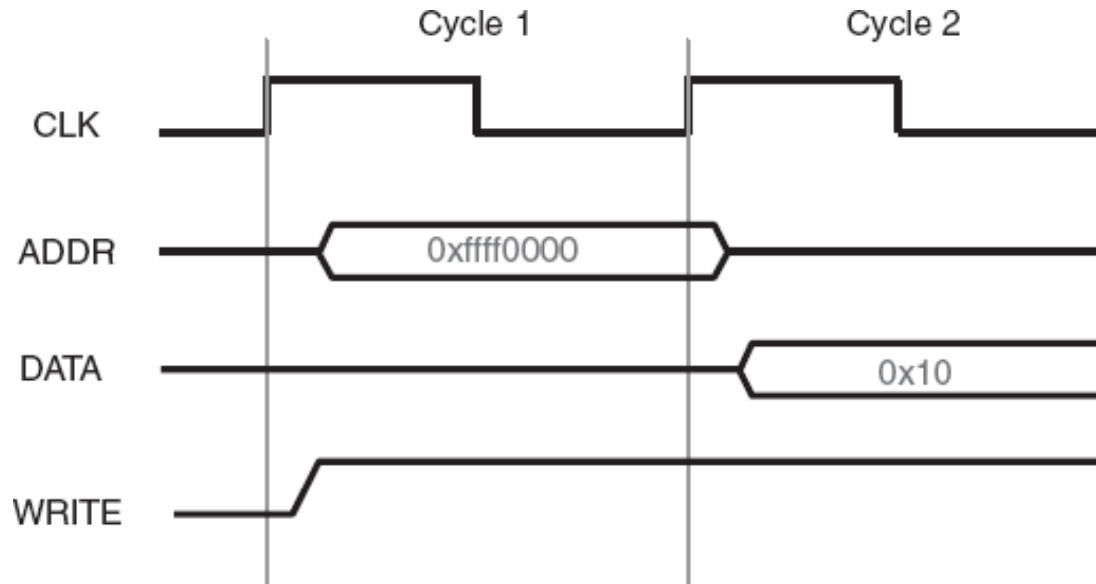 Cycle 1
Cycle 2
CLK
ADDR
0xffff0000
DATA
0x10
WRITE